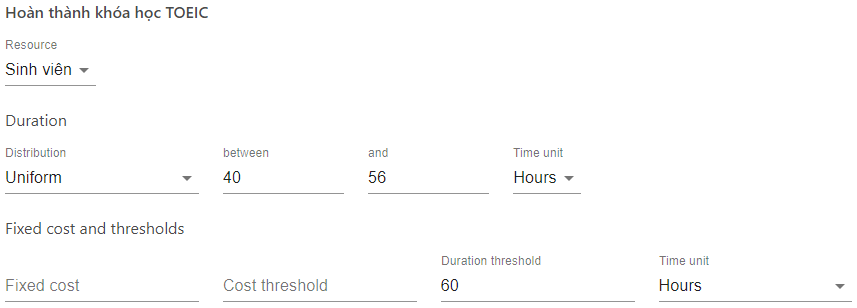 Hoàn thành khóa học TOEIC
Resource
Sinh viên
Duration
Distribution between and Time unit
Uniform 40 56 Hours
Fixed cost and thresholds
Duration threshold Time unit
Fixed cost Cost threshold 60 Hours